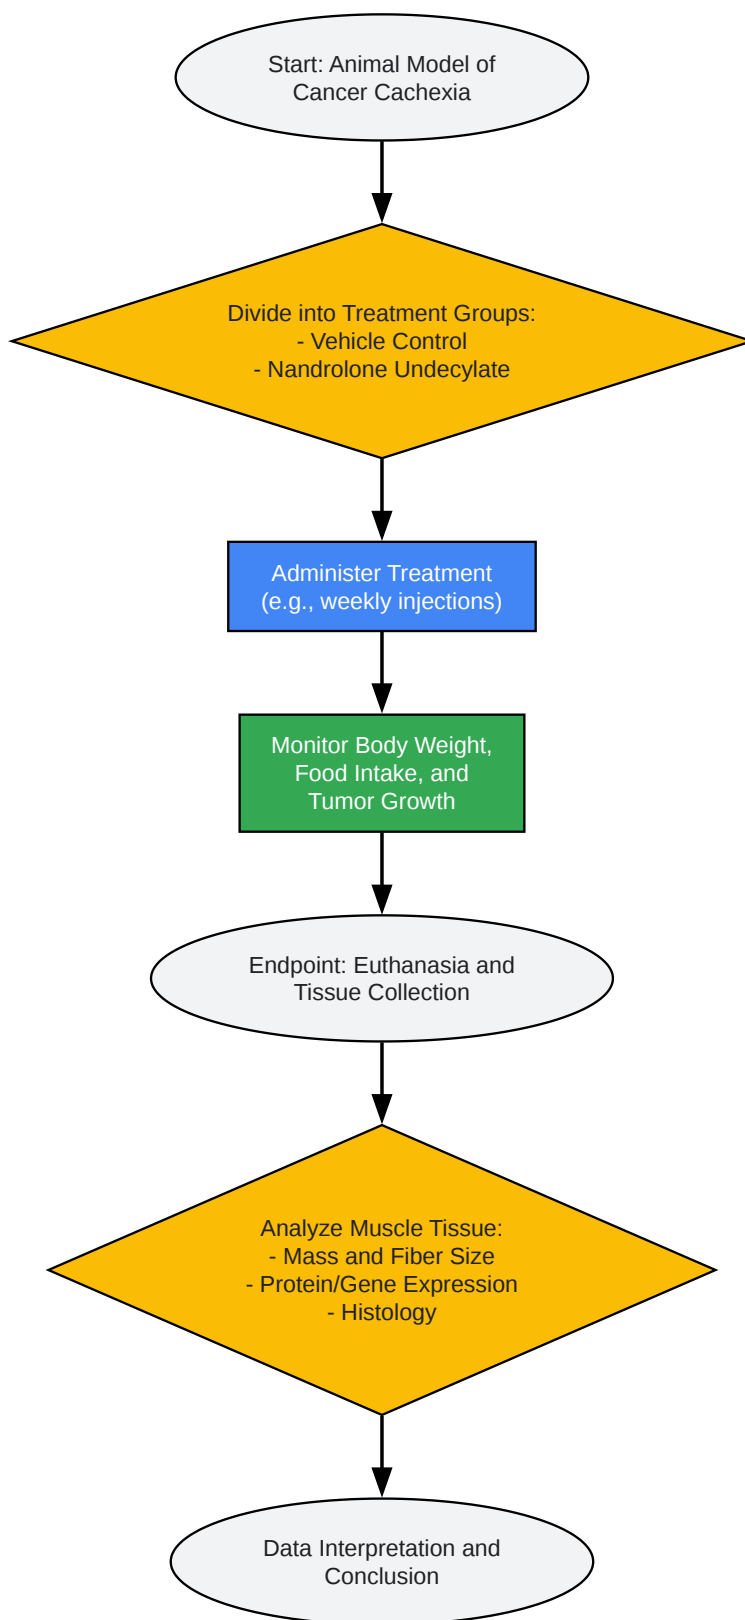 Start: Animal Model of
Cancer Cachexia
Divide into Treatment Groups:
- Vehicle Control
- Nandrolone Undecylate
Administer Treatment
(e.g., weekly injections)
Monitor Body Weight,
Food Intake, and
Tumor Growth
Endpoint: Euthanasia and
Tissue Collection
Analyze Muscle Tissue:
- Mass and Fiber Size
- Protein/Gene Expression
- Histology
Data Interpretation and
Conclusion